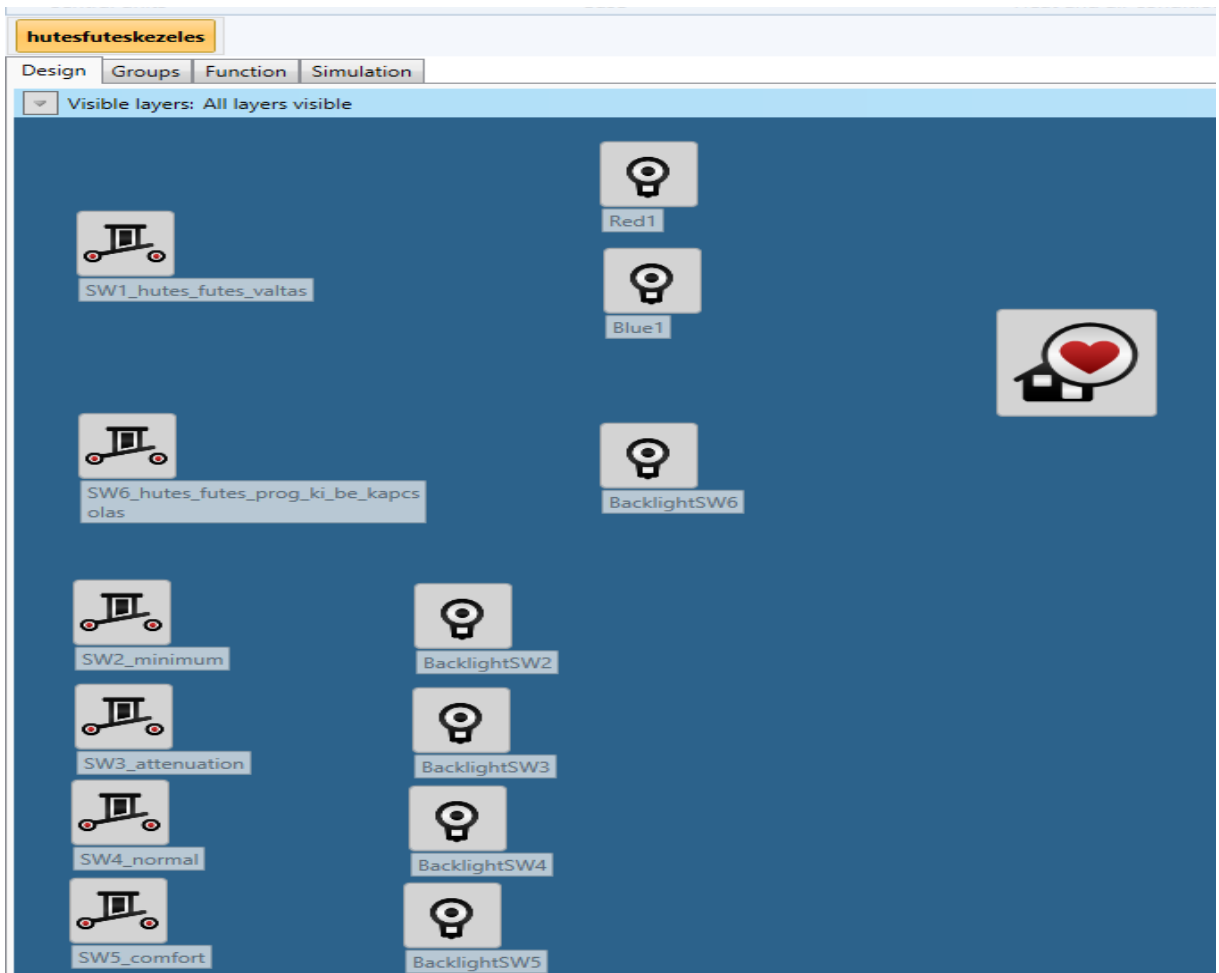 hutesfuteskezeles
Design Groups Function Simulation
Visible layers: All layers visible
Red1
SW1_hutes_futes_valtas
Blue1
SW6_hutes_futes_prog_ki_be_kapcs
olas
BacklightSW6
SW2_minimum
BacklightSW2
SW3_attenuation
BacklightSW3
SW4_normal
BacklightSW4
SW5_comfort
BacklightSW5